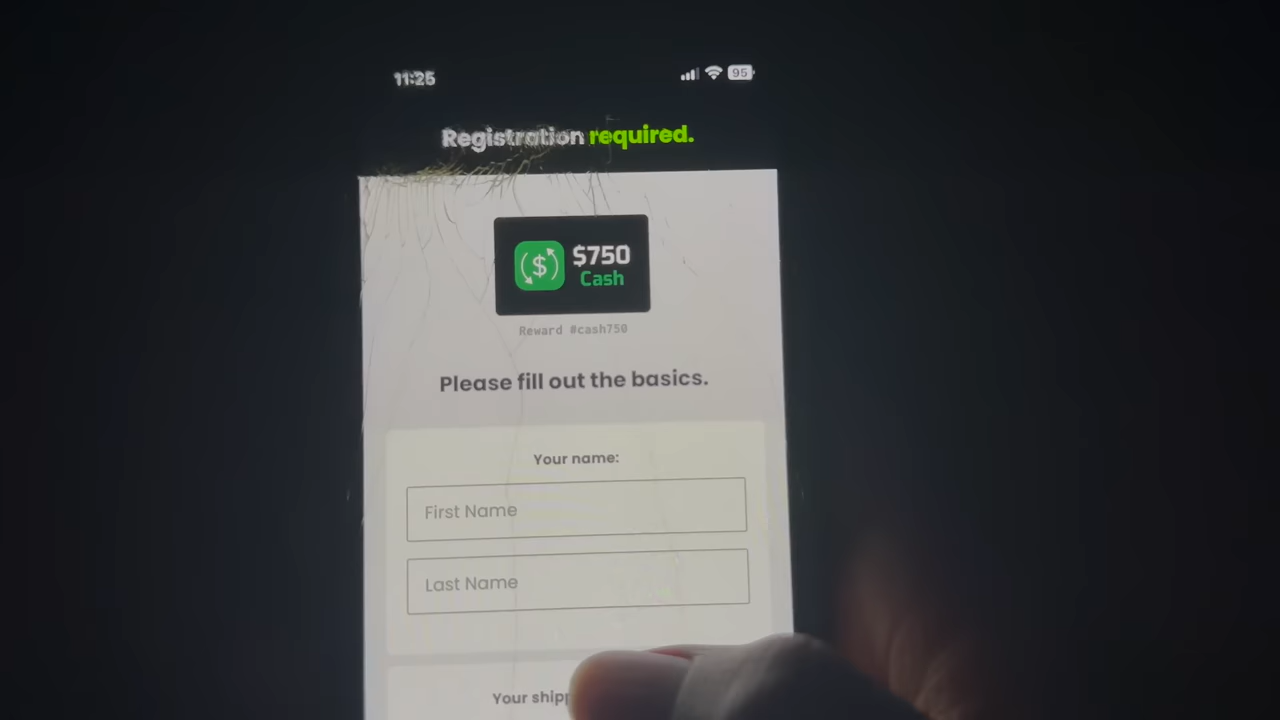 11:25
95
Registration required.
$
$750
Cash
Reward #cash750
Please fill out the basics.
Your name:
First Name
Last Name
Your